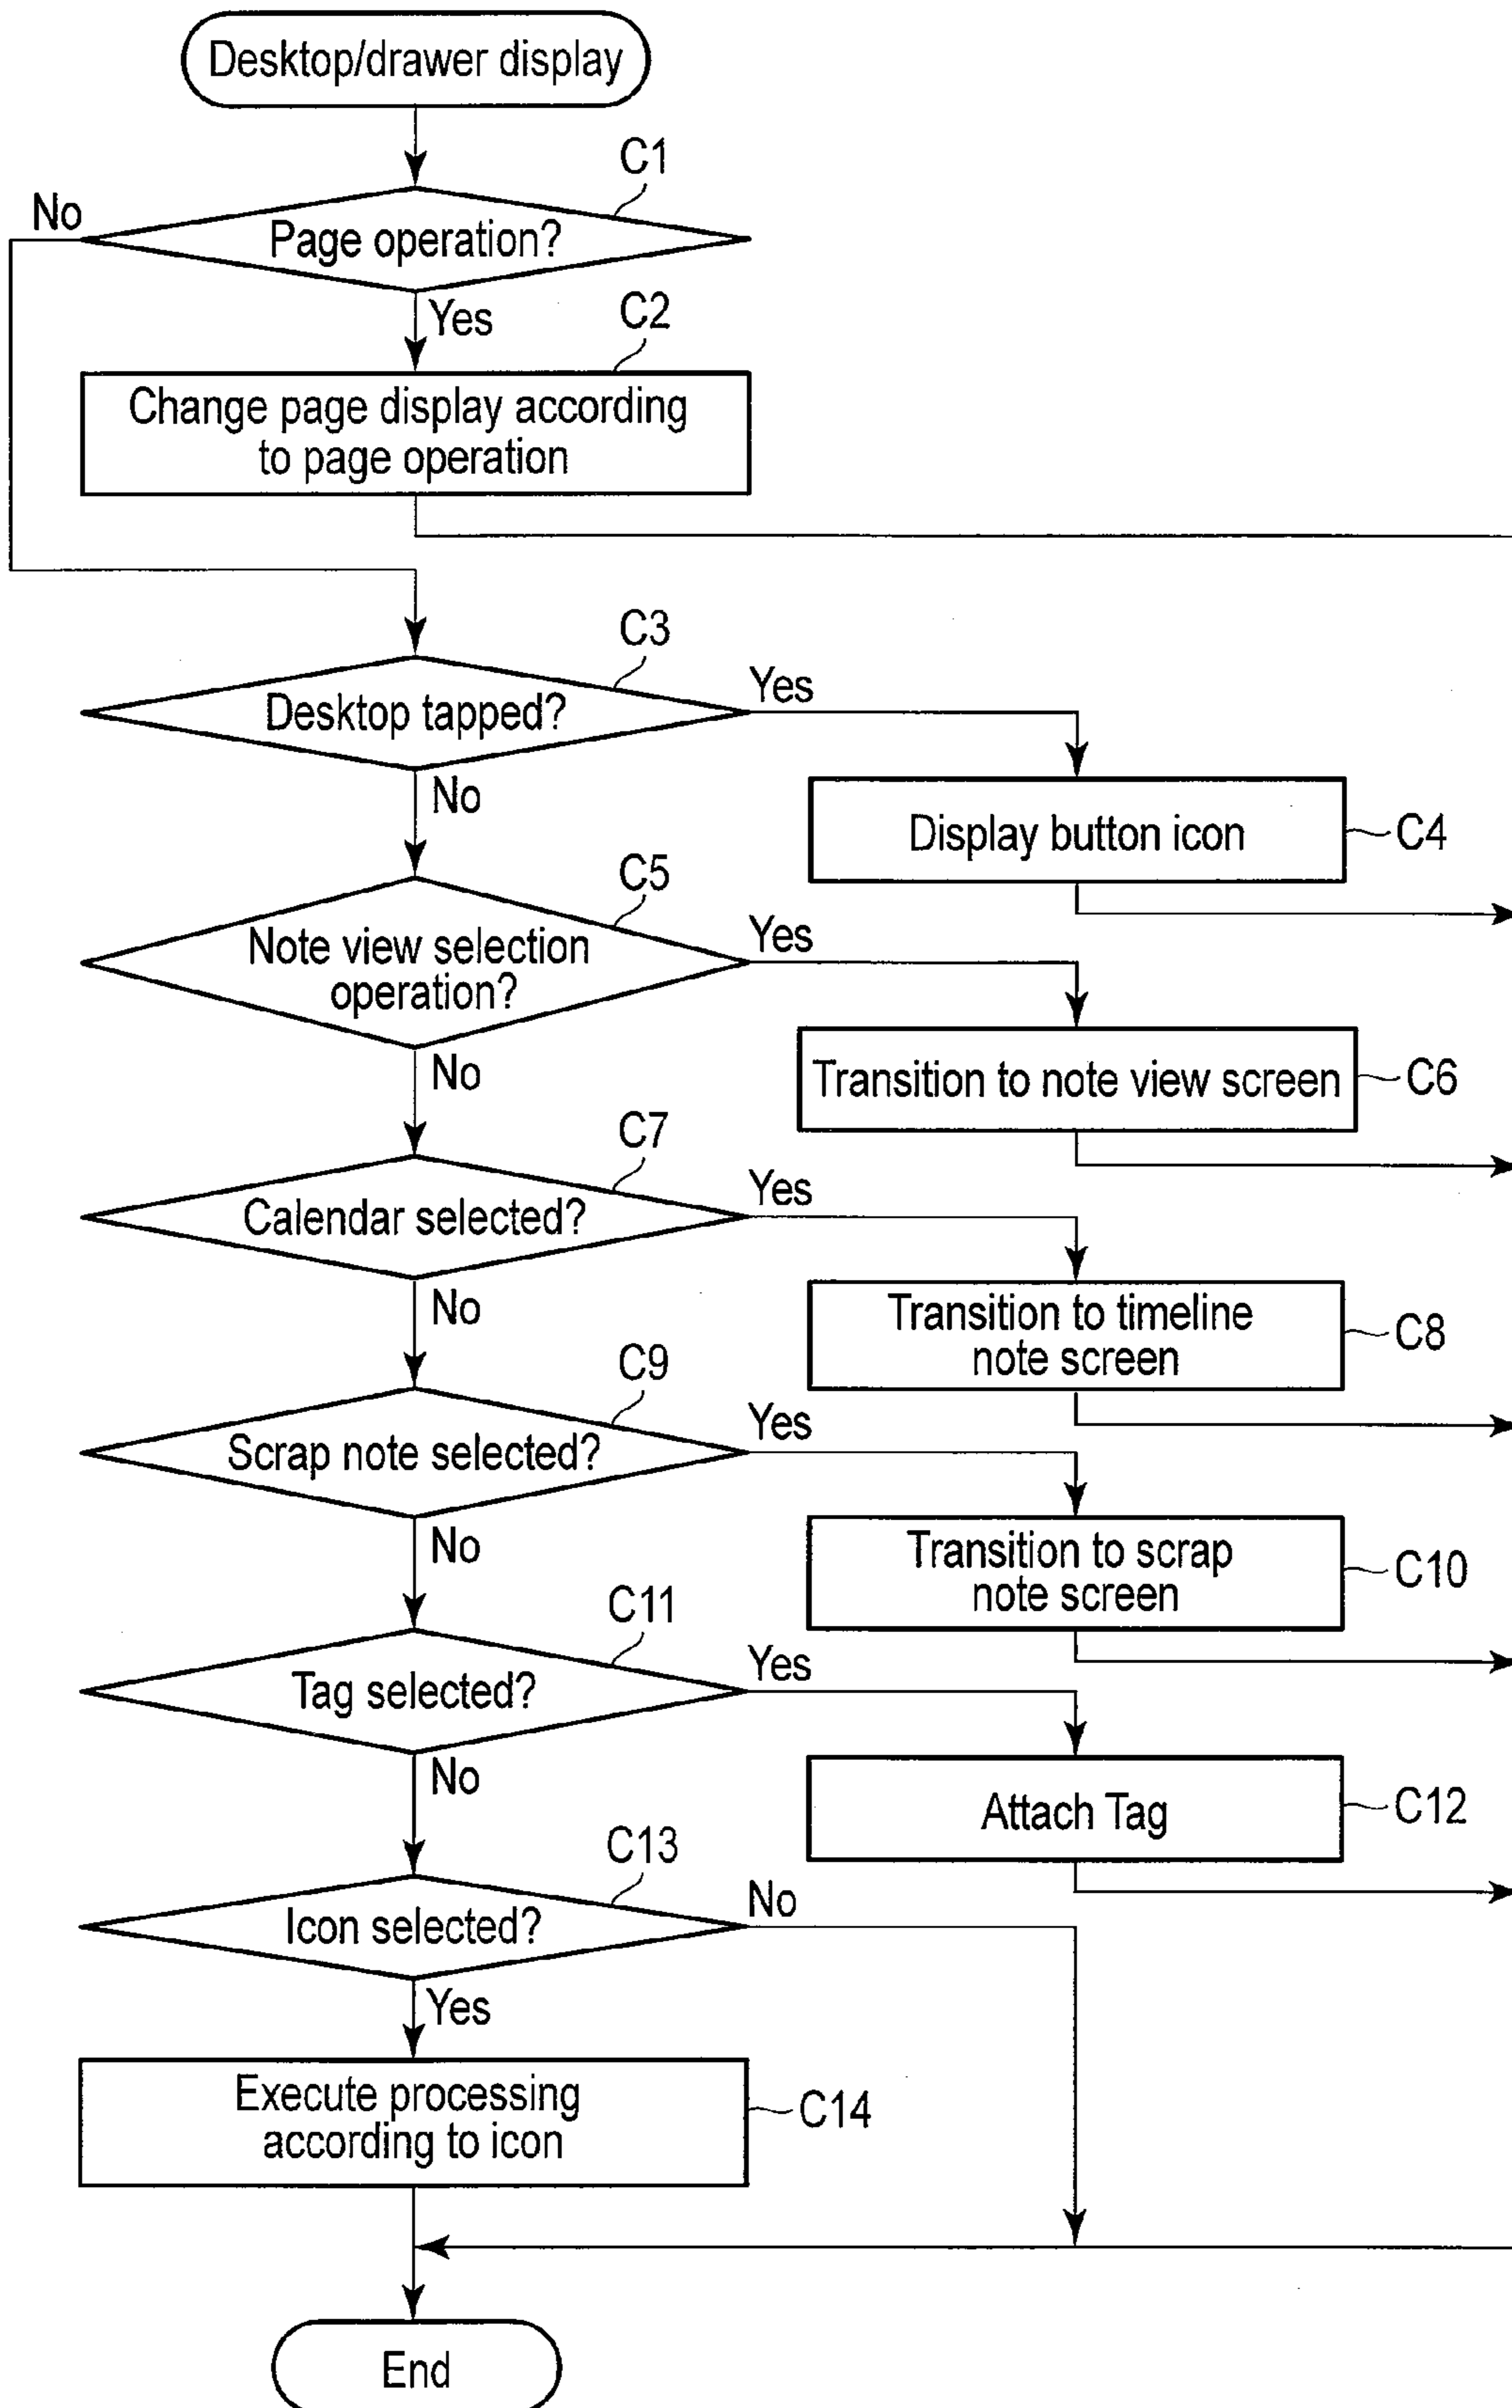 Desktop/drawer display
C1
No
Page operation?
Yes
C2
Change page display according
to page operation
C3
Desktop tapped?
Yes
No
Display button icon
C4
C5
Note view selection
operation?
Yes
No
Transition to note view screen
C6
C7
Calendar selected?
Yes
No
Transition to timeline
note screen
C8
C9
Scrap note selected?
Yes
No
Transition to scrap
note screen
C10
C11
Tag selected?
Yes
No
Attach Tag
C12
C13
Icon selected?
No
Yes
Execute processing
according to icon
C14
End